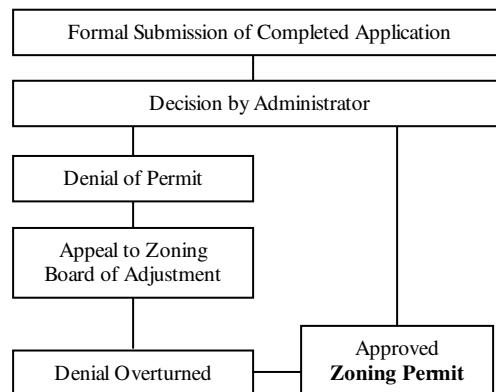 Formal Submission of Completed Application
Decision by Administrator
Denial of Permit
Appeal to Zoning
Board of Adjustment
Denial Overturned
Approved
Zoning Permit